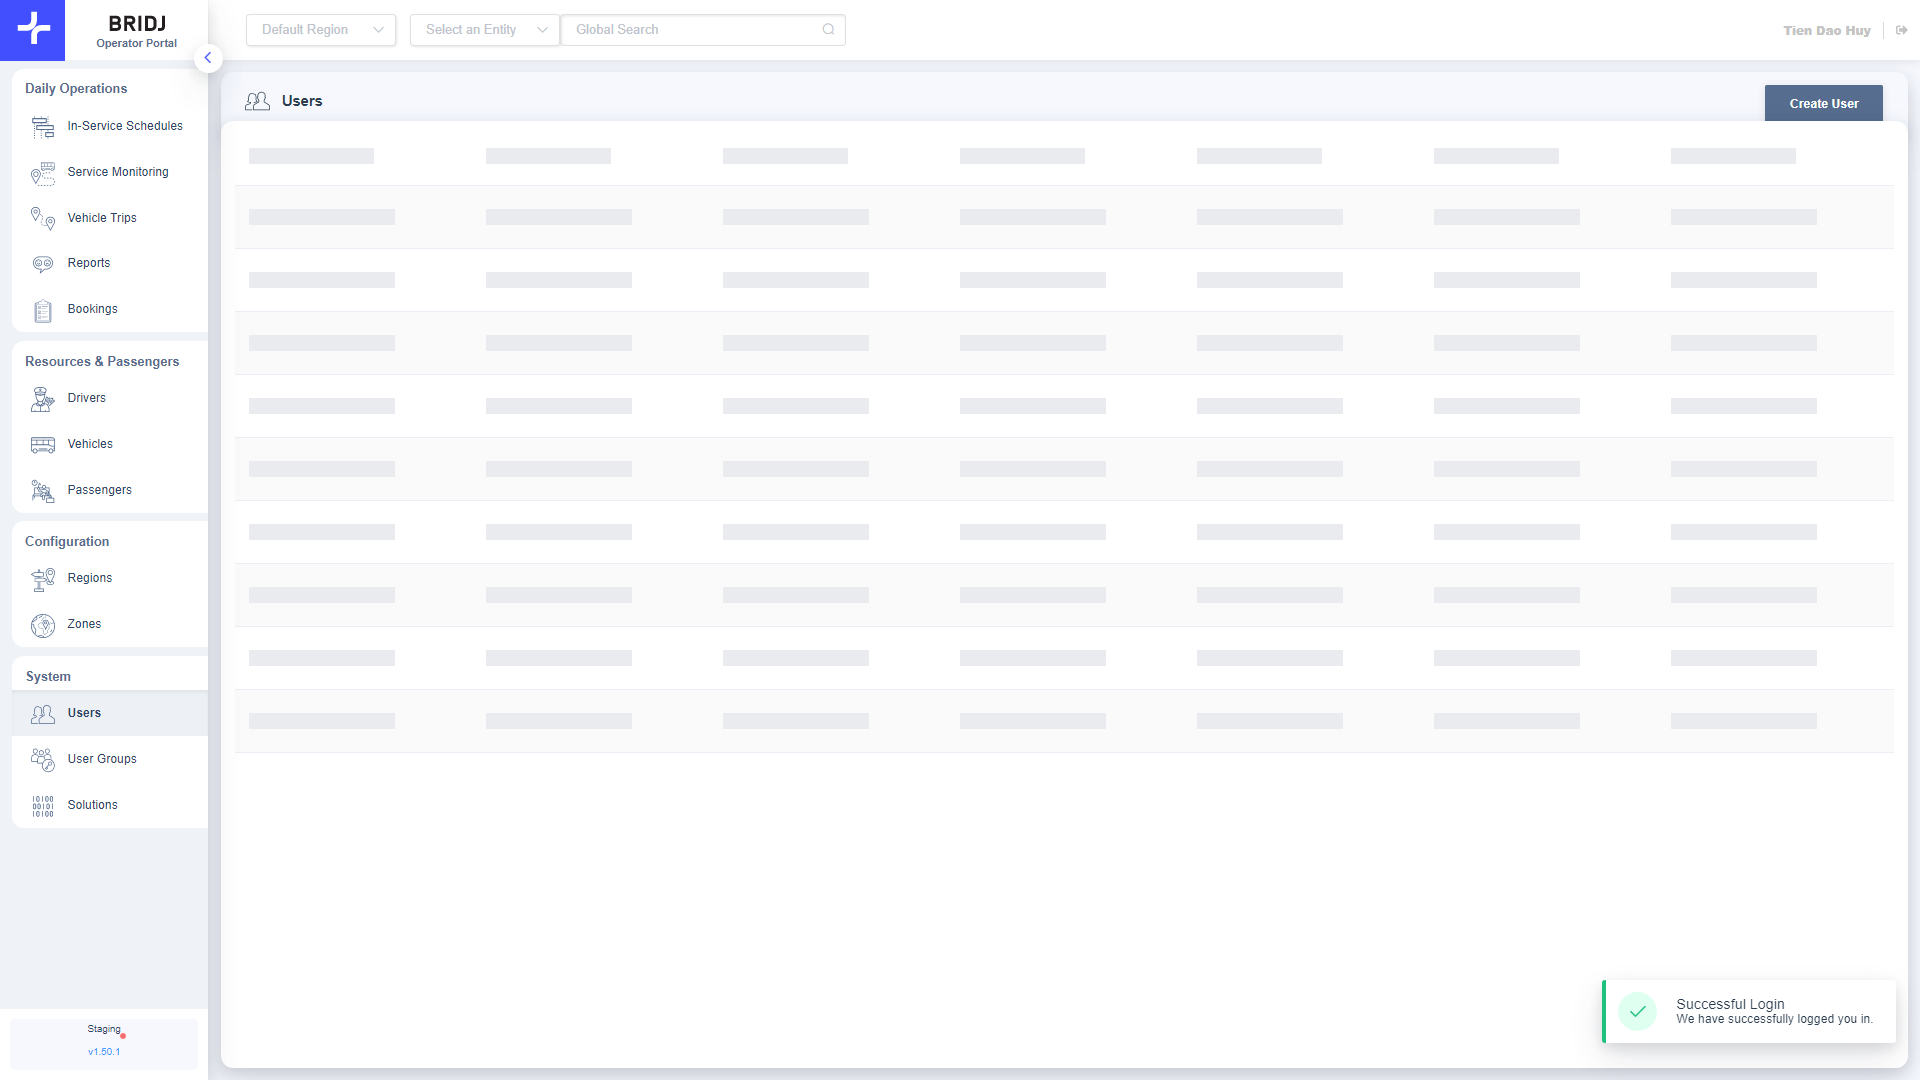 BRIDJ
Operator Portal
Default Region
Select an Entity
Global Search
Tien Dao Huy
Daily Operations
In-Service Schedules
Service Monitoring
Vehicle Trips
Reports
Bookings
Resources & Passengers
Drivers
Vehicles
Passengers
Configuration
Regions
Zones
System
Users
User Groups
Solutions
Staging
v1.50.1
Users
Create User
Successful Login
We have successfully logged you in.